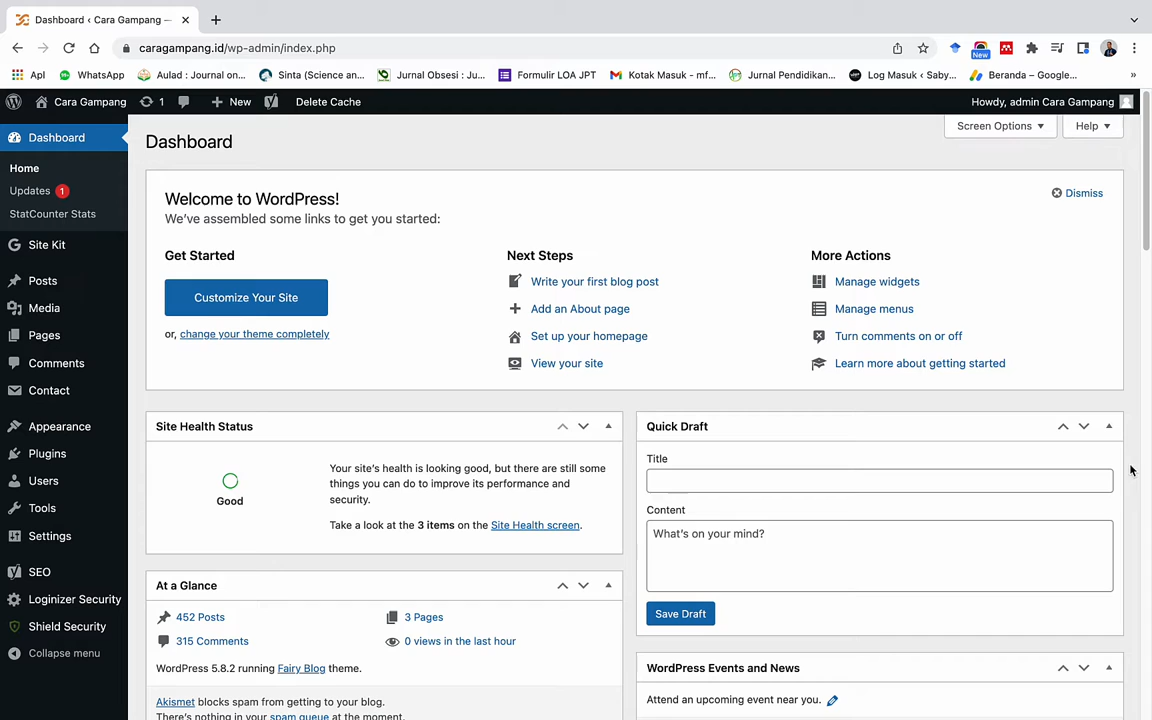 Dashboard ‹ Cara Gampang —
caragampang.id/wp-admin/index.php
New
ApI
WhatsApp
Aulad : Journal on...
Sinta (Science an...
Jurnal Obsesi : Ju...
Formulir LOA JPT
Kotak Masuk - mf...
Jurnal Pendidikan...
Log Masuk ‹ Saby...
Beranda – Google...
»
Cara Gampang
1
New
Delete Cache
Howdy, admin Cara Gampang
Dashboard
Home
Updates 1
StatCounter Stats
Site Kit
Posts
Media
Pages
Comments
Contact
Appearance
Plugins
Users
Tools
Settings
SEO
Loginizer Security
Shield Security
Collapse menu
Dashboard
Screen Options
Help
Welcome to WordPress!
We've assembled some links to get you started:
Dismiss
Get Started
Customize Your Site
or, change your theme completely
Next Steps
Write your first blog post
Add an About page
Set up your homepage
View your site
More Actions
Manage widgets
Manage menus
Turn comments on or off
Learn more about getting started
Site Health Status
Good
Your site's health is looking good, but there are still some
things you can do to improve its performance and
security.
Take a look at the 3 items on the Site Health screen.
At a Glance
452 Posts
3 Pages
315 Comments
0 views in the last hour
WordPress 5.8.2 running Fairy Blog theme.
Akismet blocks spam from getting to your blog.
There's nothing in your spam queue at the moment.
Quick Draft
Title
Content
What's on your mind?
Save Draft
WordPress Events and News
Attend an upcoming event near you.